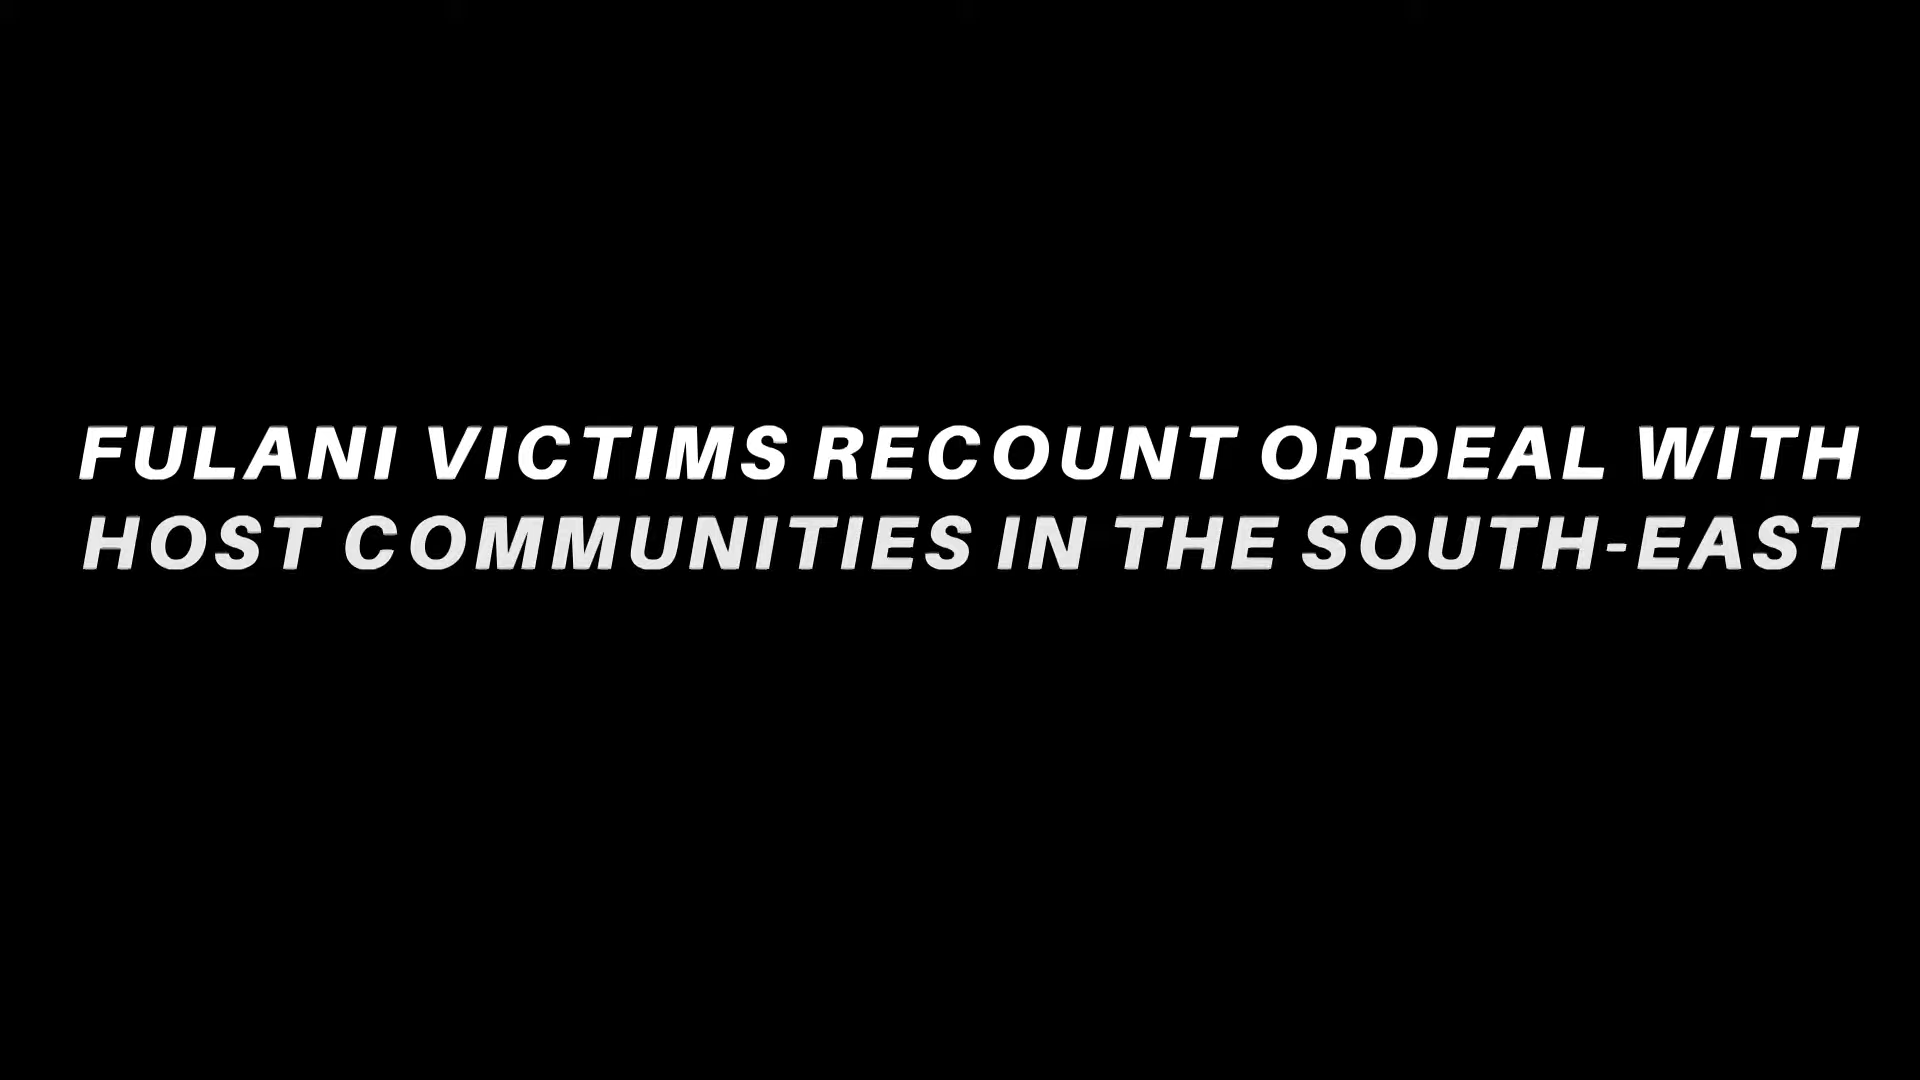 FULANI VICTIMS RECOUNT ORDEAL WITH
HOST COMMUNITIES IN THE SOUTH-EAST